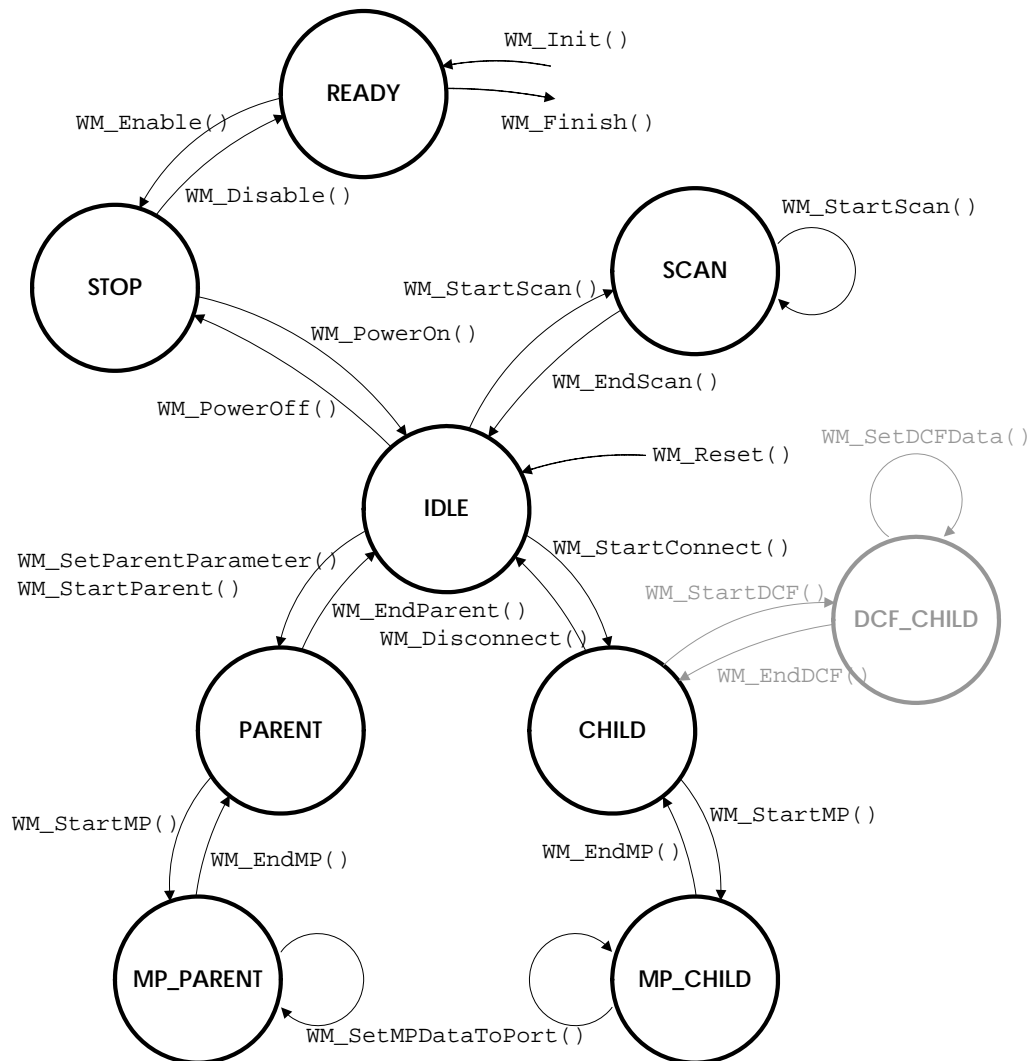 WM_Init()
READY
WM_Finish()
WM_Enable()
WM_Disable()
WM_StartScan()
SCAN
STOP
WM_StartScan()
WM_PowerOn()
WM_EndScan()
WM_PowerOff()
WM_SetDCFData()
WM_Reset()
IDLE
WM_SetParentParameter()
WM_StartParent()
WM_StartConnect()
WM_StartDCF()
WM_EndParent()
WM_Disconnect()
DCF_CHILD
WM_EndDCF()
PARENT
CHILD
WM_StartMP()
WM_StartMP()
WM_EndMP()
WM_EndMP()
MP_PARENT
MP_CHILD
WM_SetMPDataToPort()